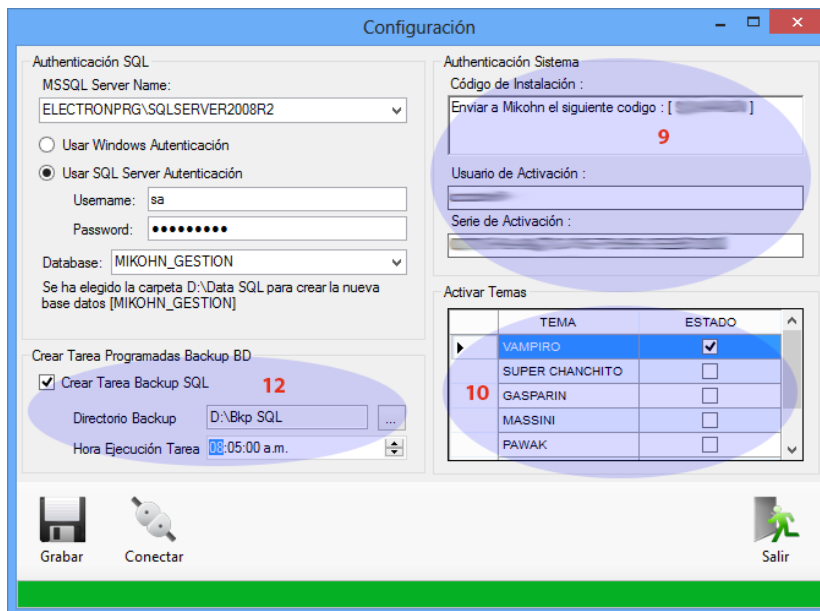 Configuración
Authenticación SQL
MSSQL Server Name:
ELECTRONPRG\SQLSERVER2008R2
Usar Windows Autenticación
Usar SQL Server Autenticación
Username: sa
Password: •••••••••
Database: MIKOHN_GESTION
Se ha elegido la carpeta D:\Data SQL para crear la nueva
base datos [MIKOHN_GESTION]
Crear Tarea Programadas Backup BD
Crear Tarea Backup SQL
12
Directorio Backup D:\Bkp SQL ...
Hora Ejecución Tarea 08:05:00 a.m.
Authenticación Sistema
Código de Instalación :
Enviar a Mikohn el siguiente codigo : [ ]
9
Usuario de Activación :
Serie de Activación :
Activar Temas
TEMA ESTADO
VAMPIRO
SUPER CHANCHITO
10
GASPARIN
MASSINI
PAWAK
Grabar
Conectar
Salir